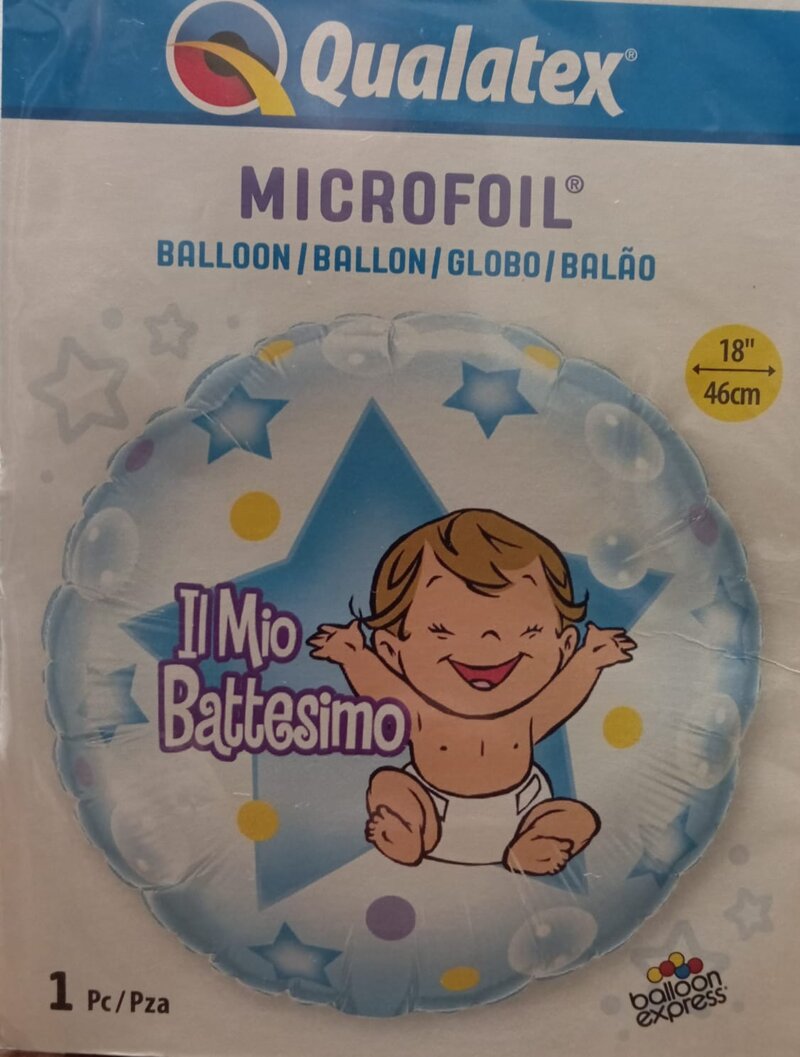 Qualatex®
MICROFOIL®
BALLOON/BALLON/GLOBO/BALÃO
18"
46cm
Il Mio
Battesimo
1 Pc/Pza
balloon
express